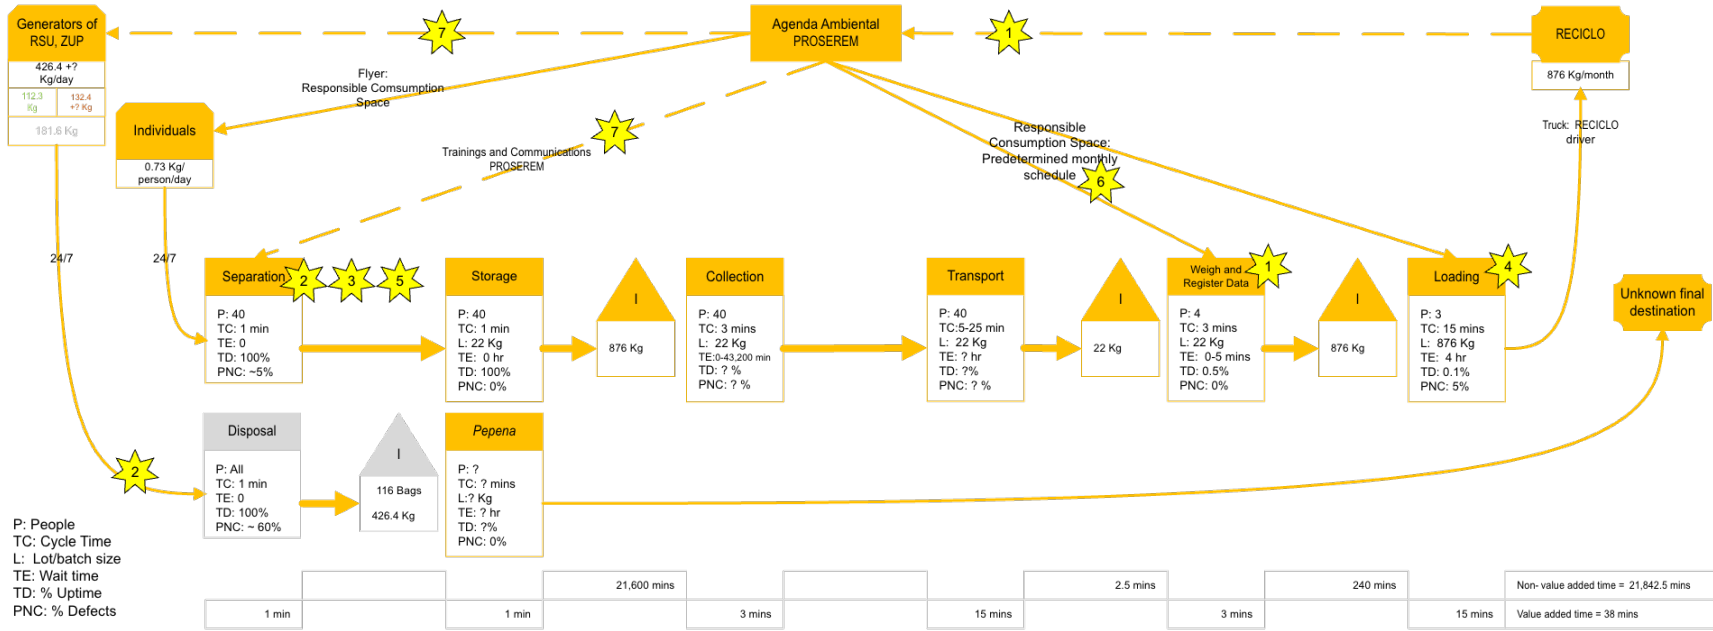 Generators of
RSU, ZUP
426.4 +?
Kg/day
112.3
Kg
132.4
+? Kg
181.6 Kg
7
Agenda Ambiental
PROSEREM
1
RECICLO
876 Kg/month
Flyer:
Responsible Comsumption
Space
Individuals
0.73 Kg/
person/day
7
Trainings and Communications
PROSEREM
Responsible
Consumption Space:
Predetermined monthly
schedule
6
Truck: RECICLO
driver
24/7
24/7
Separation
2
3
5
P: 40
TC: 1 min
TE: 0
TD: 100%
PNC: ~5%
Storage
P: 40
TC: 1 min
L: 22 Kg
TE: 0 hr
TD: 100%
PNC: 0%
I
876 Kg
Collection
P: 40
TC: 3 mins
L: 22 Kg
TE:0-43,200 min
TD: ? %
PNC: ? %
Transport
P: 40
TC:5-25 min
L: 22 Kg
TE: ? hr
TD: ?%
PNC: ? %
I
22 Kg
Weigh and
Register Data
1
P: 4
TC: 3 mins
L: 22 Kg
TE: 0-5 mins
TD: 0.5%
PNC: 0%
I
876 Kg
Loading
4
P: 3
TC: 15 mins
L: 876 Kg
TE: 4 hr
TD: 0.1%
PNC: 5%
Unknown final
destination
2
Disposal
P: All
TC: 1 min
TE: 0
TD: 100%
PNC: ~ 60%
I
116 Bags
426.4 Kg
Pepena
P: ?
TC: ? mins
L:? Kg
TE: ? hr
TD: ?%
PNC: 0%
P: People
TC: Cycle Time
L: Lot/batch size
TE: Wait time
TD: % Uptime
PNC: % Defects
21,600 mins
2.5 mins
240 mins
Non- value added time = 21,842.5 mins
1 min
1 min
3 mins
15 mins
3 mins
15 mins
Value added time = 38 mins